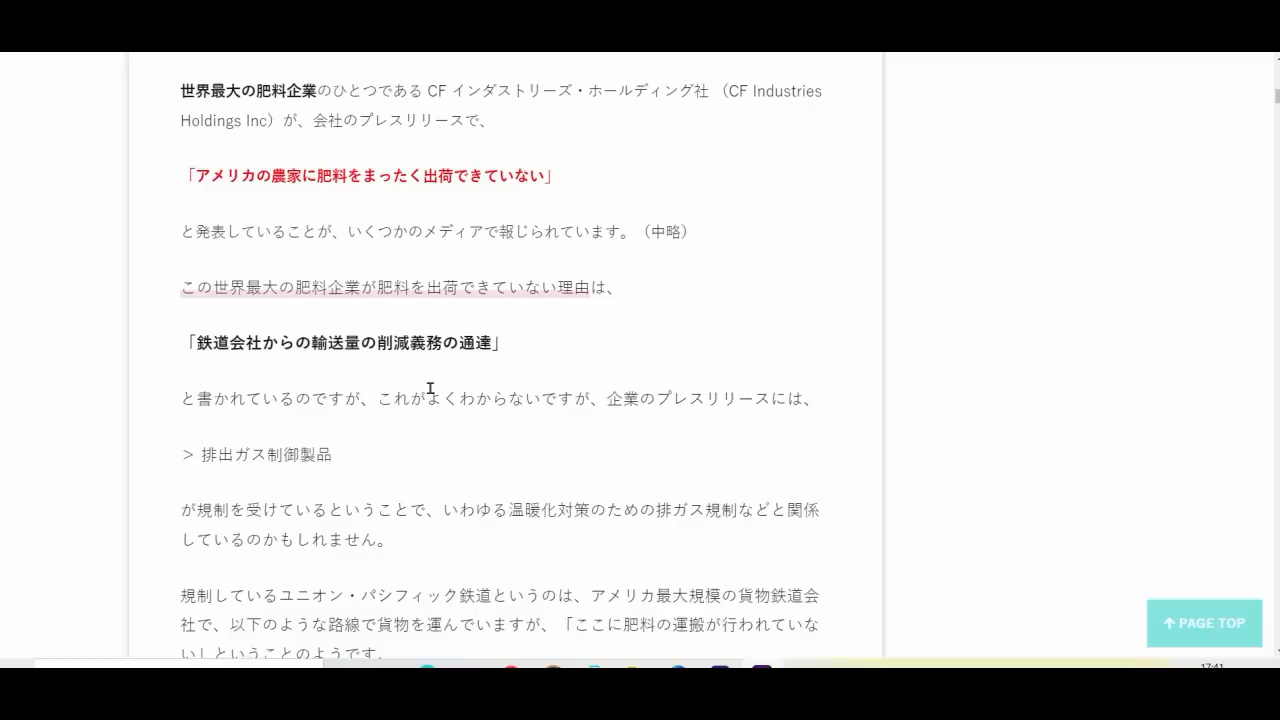 世界最大の肥料企業のひとつである CF インダストリーズ・ホールディング社 （CF Industries
Holdings Inc）が、会社のプレスリリースで、
「アメリカの農家に肥料をまったく出荷できていない」
と発表していることが、いくつかのメディアで報じられています。（中略）
この世界最大の肥料企業が肥料を出荷できていない理由は、
「鉄道会社からの輸送量の削減義務の通達」
と書かれているのですが、これがよくわからないですが、企業のプレスリリースには、
＞ 排出ガス制御製品
が規制を受けているということで、いわゆる温暖化対策のための排ガス規制などと関係
しているのかもしれません。
規制しているユニオン・パシフィック鉄道というのは、アメリカ最大規模の貨物鉄道会
社で、以下のような路線で貨物を運んでいますが、「ここに肥料の運搬が行われていな
い」ということのようです。
PAGE TOP
17:41